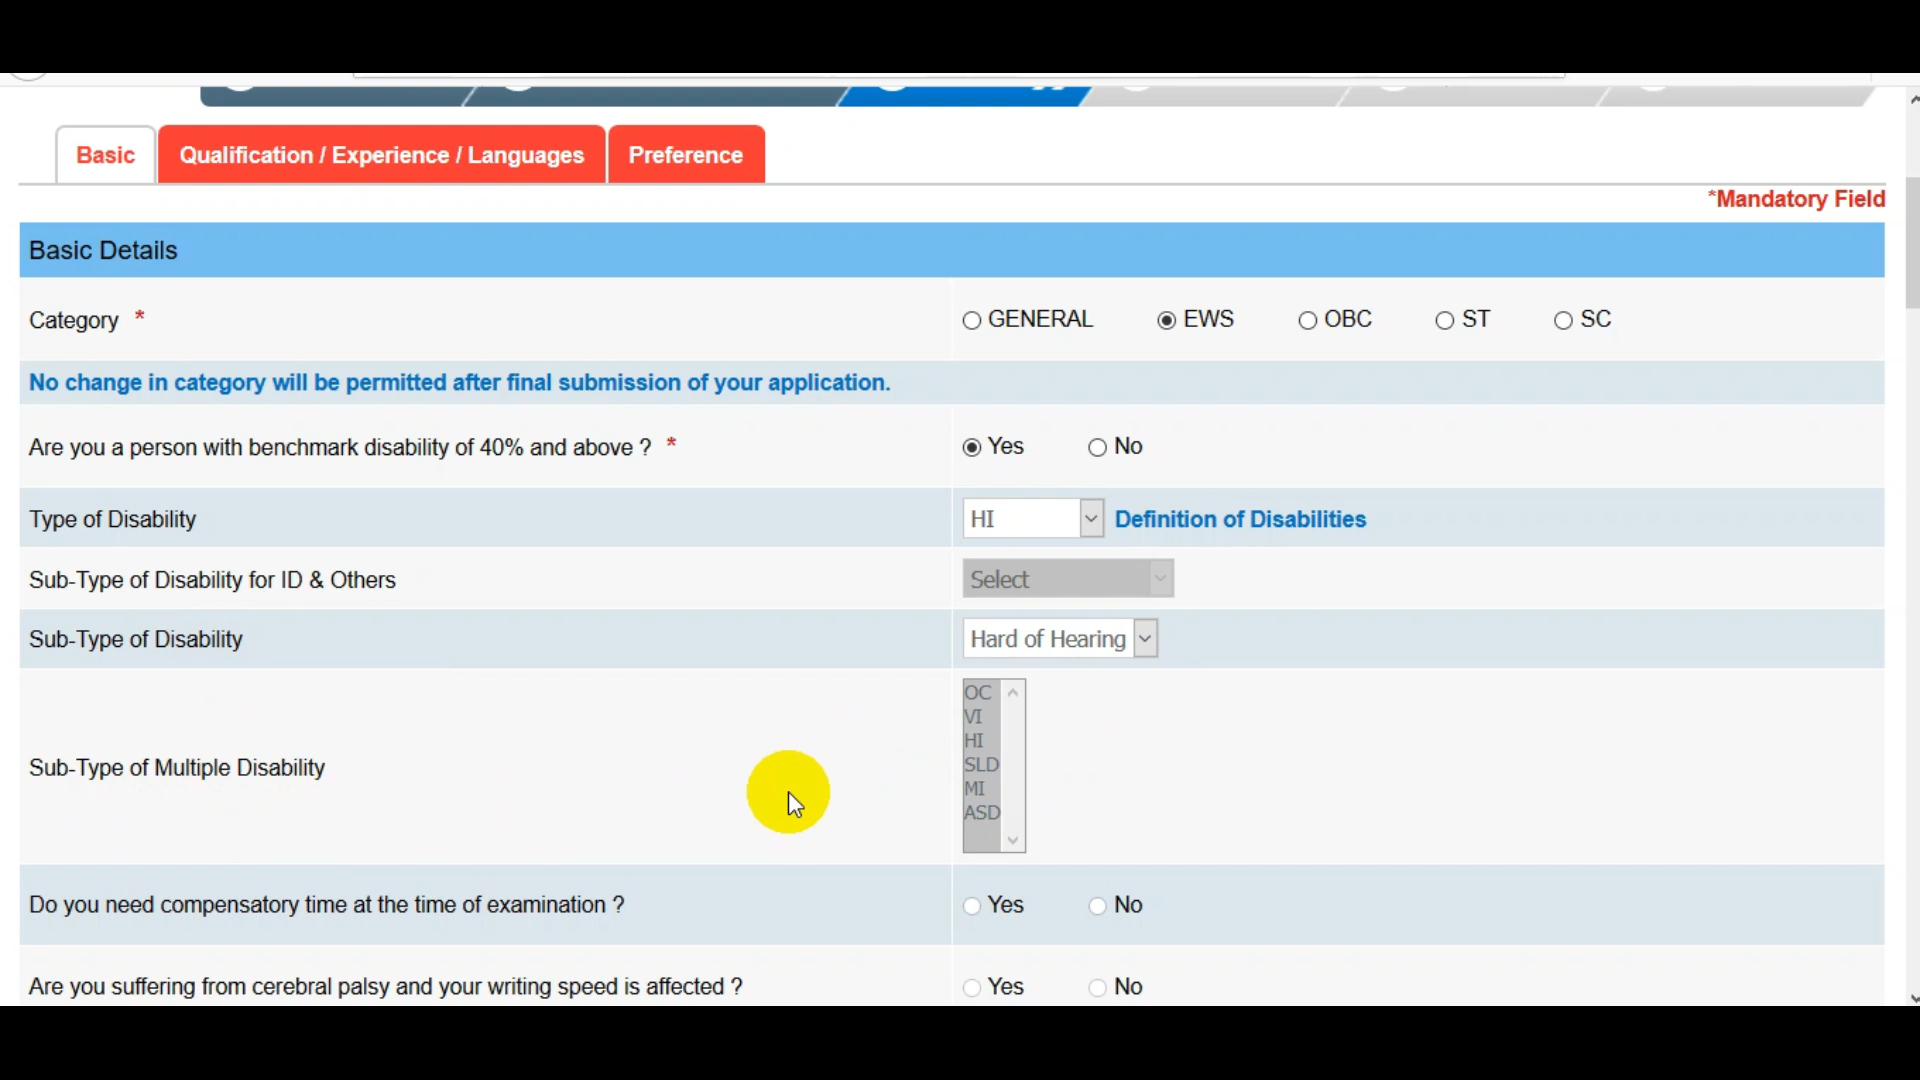 Basic Qualification / Experience / Languages Preference
*Mandatory Field
Basic Details
Category * GENERAL EWS OBC ST SC
No change in category will be permitted after final submission of your application.
Are you a person with benchmark disability of 40% and above ? * Yes No
Type of Disability HI Definition of Disabilities
Sub-Type of Disability for ID & Others Select
Sub-Type of Disability Hard of Hearing
Sub-Type of Multiple Disability
OC
VI
HI
SLD
MI
ASD
Do you need compensatory time at the time of examination ? Yes No
Are you suffering from cerebral palsy and your writing speed is affected ? Yes No